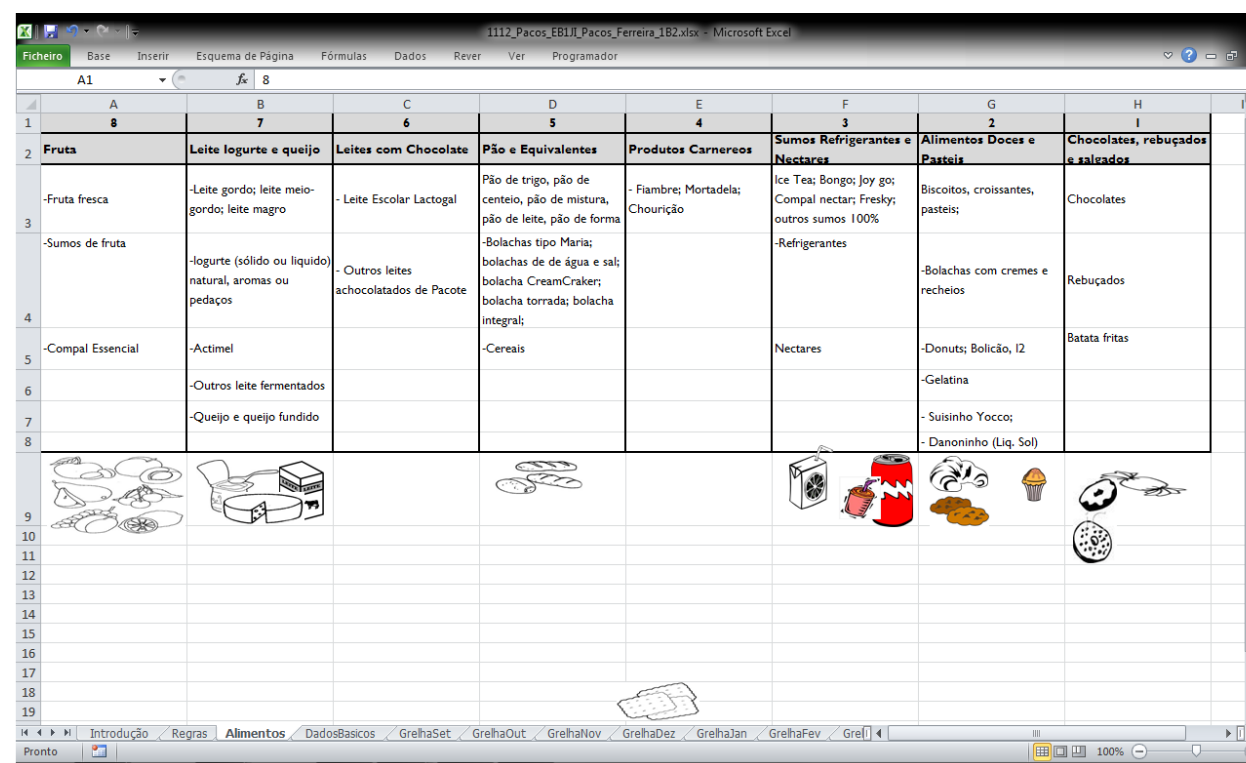 1112_Pacos_EB1JI_Pacos_Ferreira_1B2.xlsx - Microsoft Excel
Ficheiro Base Inserir Esquema de Página Fórmulas Dados Rever Ver Programador
A1 fx 8
A B C D E F G H
1 8 7 6 5 4 3 2 1
2 Fruta Leite Iogurte e queijo Leites com Chocolate Pão e Equivalentes Produtos Carnereos Sumos Refrigerantes e Alimentos Doces e Chocolates, rebuçados
Nectares Pasteis e salgados
3
-Fruta fresca
-Leite gordo; leite meio-
gordo; leite magro
- Leite Escolar Lactogal
Pão de trigo, pão de
centeio, pão de mistura,
pão de leite, pão de forma
- Fiambre; Mortadela;
Chourição
Ice Tea; Bongo; Joy go;
Compal nectar; Fresky;
outros sumos 100%
Biscoitos, croissantes,
pasteis;
Chocolates
4
-Sumos de fruta
-Iogurte (sólido ou liquido)
natural, aromas ou
pedaços
- Outros leites
achocolatados de Pacote
-Bolachas tipo Maria;
bolachas de de água e sal;
bolacha CreamCraker;
bolacha torrada; bolacha
integral;
-Refrigerantes
-Bolachas com cremes e
recheios
Rebuçados
5
-Compal Essencial
-Actimel
-Cereais
Nectares
-Donuts; Bolicão, 12
Batata fritas
6
-Outros leite fermentados
-Gelatina
7
-Queijo e queijo fundido
- Suisinho Yocco;
8
- Danoninho (Liq. Sol)
LEITE LEITE
9
10
11
12
13
14
15
16
17
18
19
Introdução Regras Alimentos DadosBasicos GrelhaSet GrelhaOut GrelhaNov GrelhaDez GrelhaJan GrelhaFev Grel
Pronto 100%